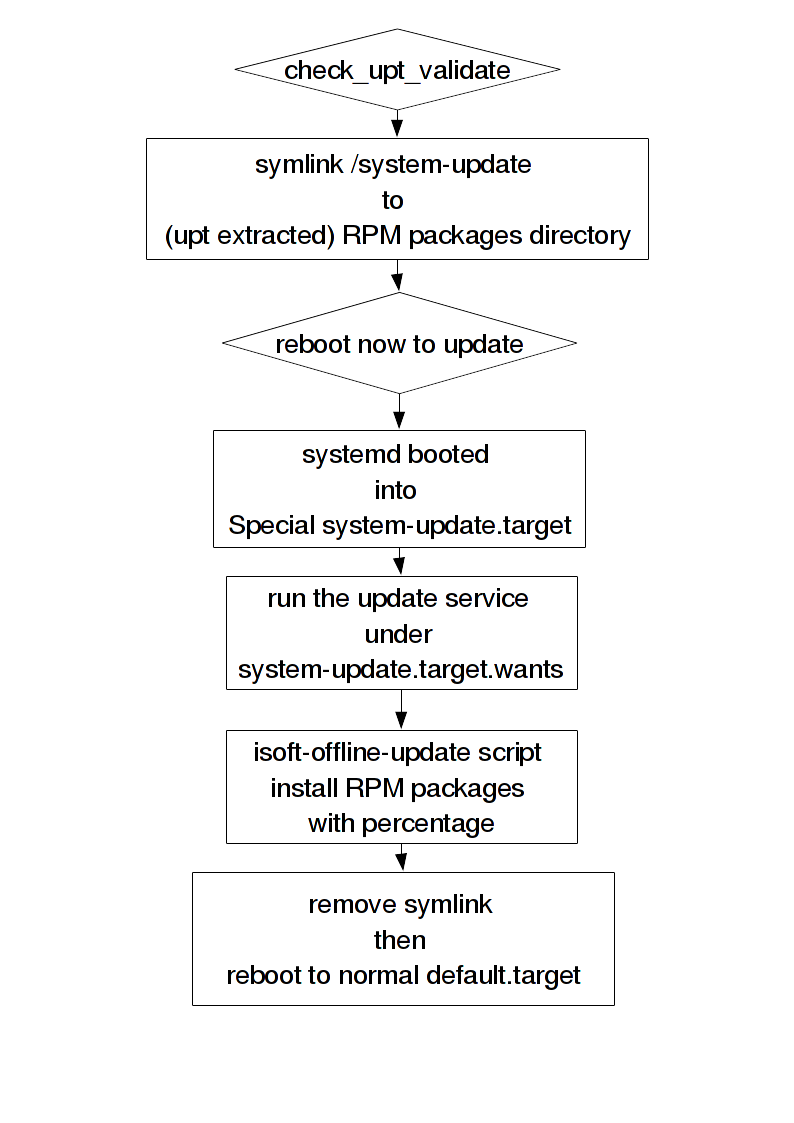 check_upt_validate
symlink /system-update
to
(upt extracted) RPM packages directory
reboot now to update
systemd booted
into
Special system-update.target
run the update service
under
system-update.target.wants
isoft-offline-update script
install RPM packages
with percentage
remove symlink
then
reboot to normal default.target